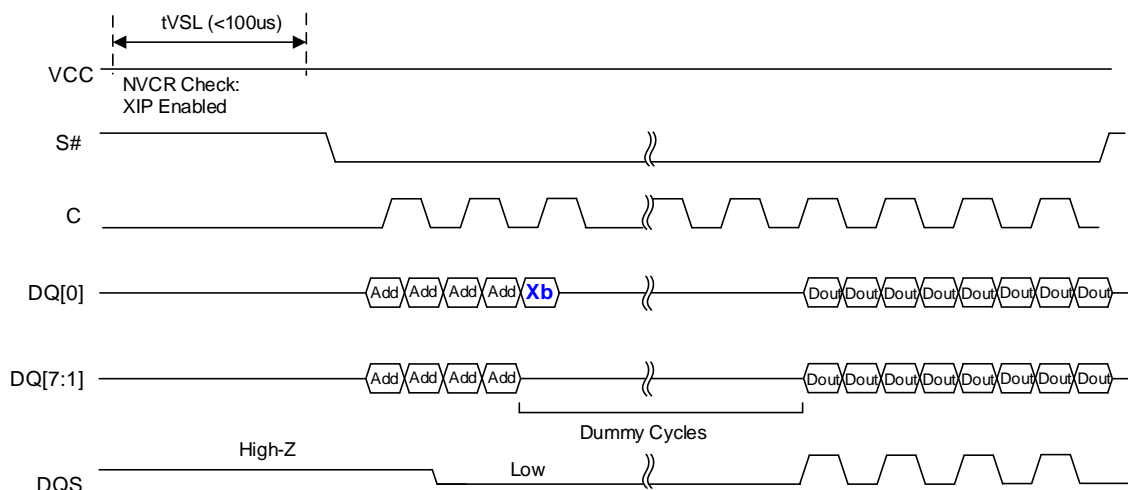 tVSL (<100us)
VCC
NVCR Check:
XIP Enabled
S#
C
DQ[0]
Add Add Add Add Xb Dout Dout Dout Dout Dout Dout Dout Dout
DQ[7:1]
Add Add Add Add Dout Dout Dout Dout Dout Dout Dout Dout
Dummy Cycles
High-Z
Low
DQS